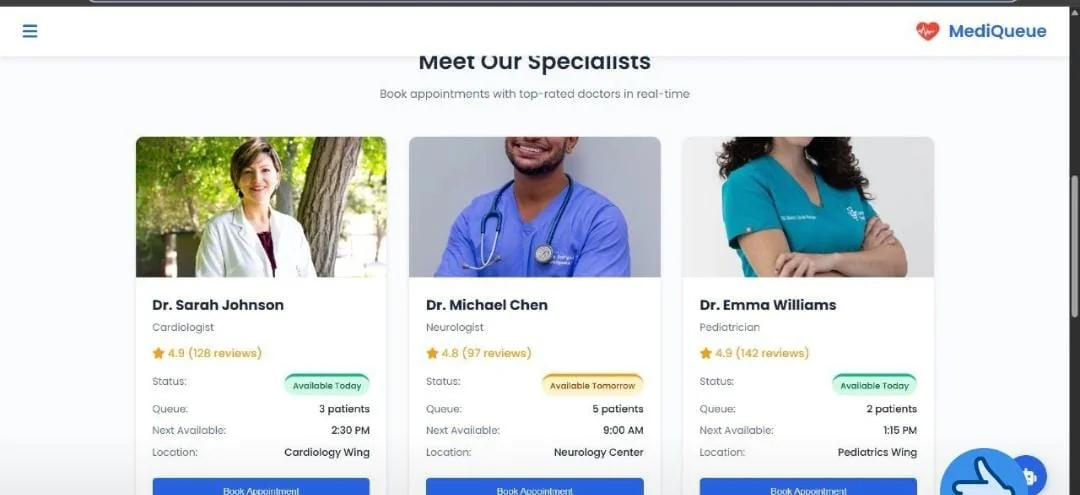 MediQueue
Meet Our Specialists
Book appointments with top-rated doctors in real-time
Dr. Sarah Johnson
Cardiologist
4.9 (128 reviews)
Status: Available Today
Queue: 3 patients
Next Available: 2:30 PM
Location: Cardiology Wing
Book Appointment
Dr. Michael Chen
Neurologist
4.8 (97 reviews)
Status: Available Tomorrow
Queue: 5 patients
Next Available: 9:00 AM
Location: Neurology Center
Book Appointment
Dr. Emma Williams
Pediatrician
4.9 (142 reviews)
Status: Available Today
Queue: 2 patients
Next Available: 1:15 PM
Location: Pediatrics Wing
Book Appointment